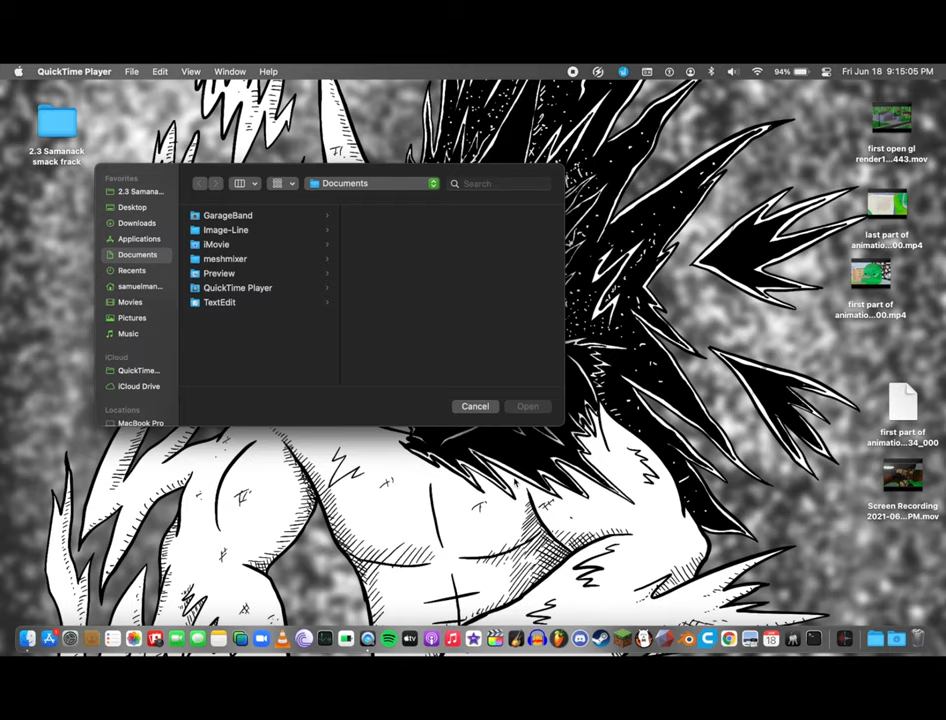 QuickTime Player File Edit View Window Help 94% Fri Jun 18 9:15:05 PM
2.3 Samanack
smack frack
Favorites
2.3 Samana...
Desktop
Downloads
Applications
Documents
Recents
samuelman...
Movies
Pictures
Music
iCloud
QuickTime...
iCloud Drive
Locations
MacBook Pro
Documents
Search
GarageBand
Image-Line
iMovie
meshmixer
Preview
QuickTime Player
TextEdit
Cancel Open
first open gl
render1...443.mov
last part of
animatio...00.mp4
first part of
animatio...00.mp4
first part of
animatio...34_000
Screen Recording
2021-06...PM.mov
18